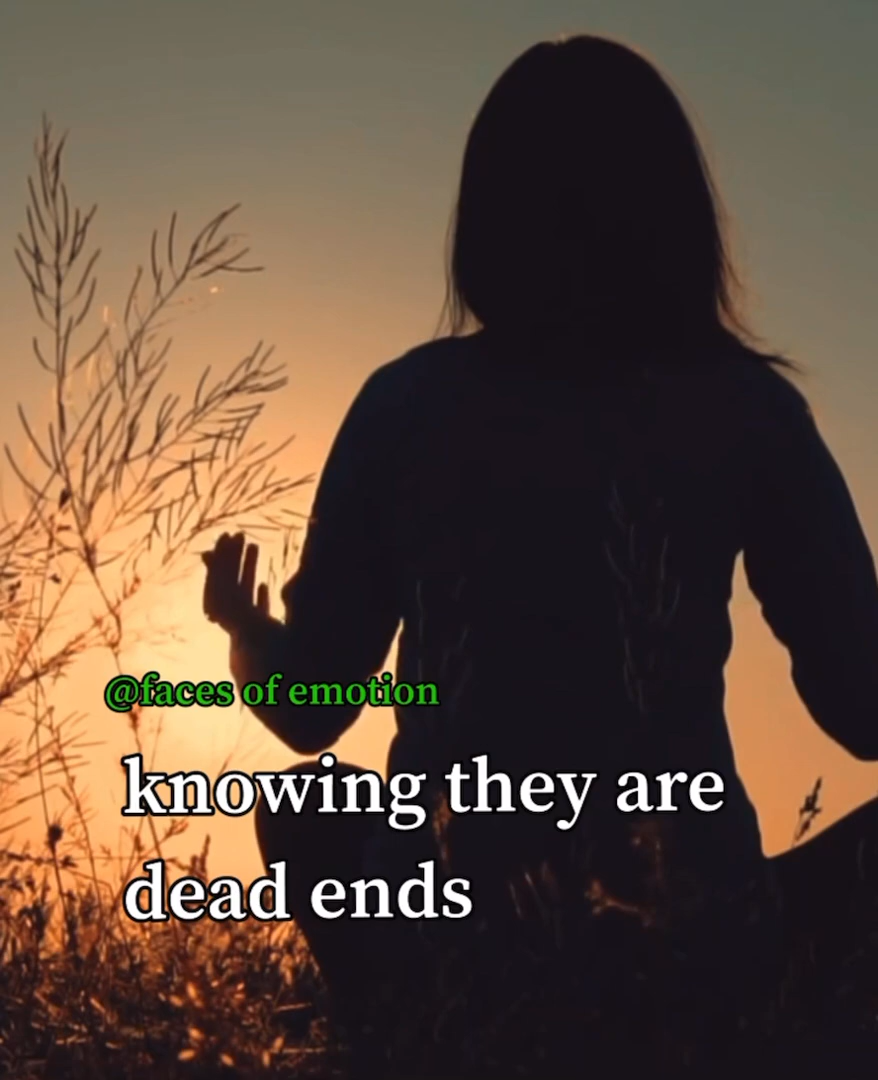 @faces of emotion
knowing they are
dead ends